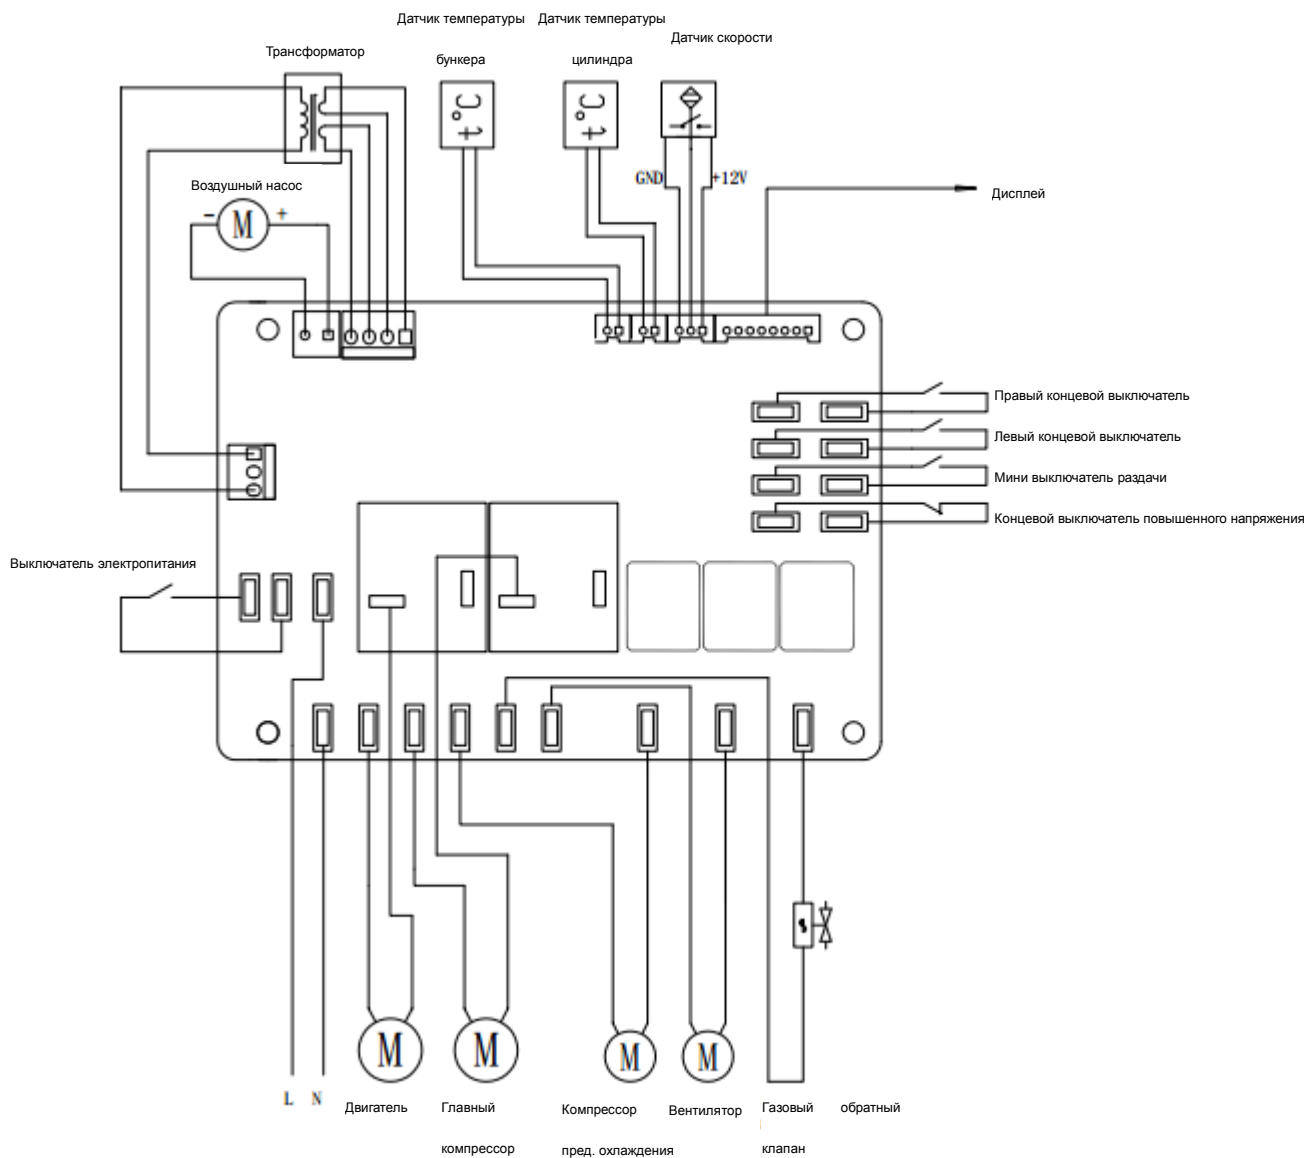 Датчик температуры Датчик температуры
Датчик скорости
Трансформатор
бункера
цилиндра
t°C
t°C
GND
+12V
Воздушный насос
Дисплей
- M +
Правый концевой выключатель
Левый концевой выключатель
Мини выключатель раздачи
Концевой выключатель повышенного напряжения
Выключатель электропитания
M M M M
L N
Двигатель Главный Компрессор Вентилятор Газовый обратный
компрессор пред. охлаждения клапан